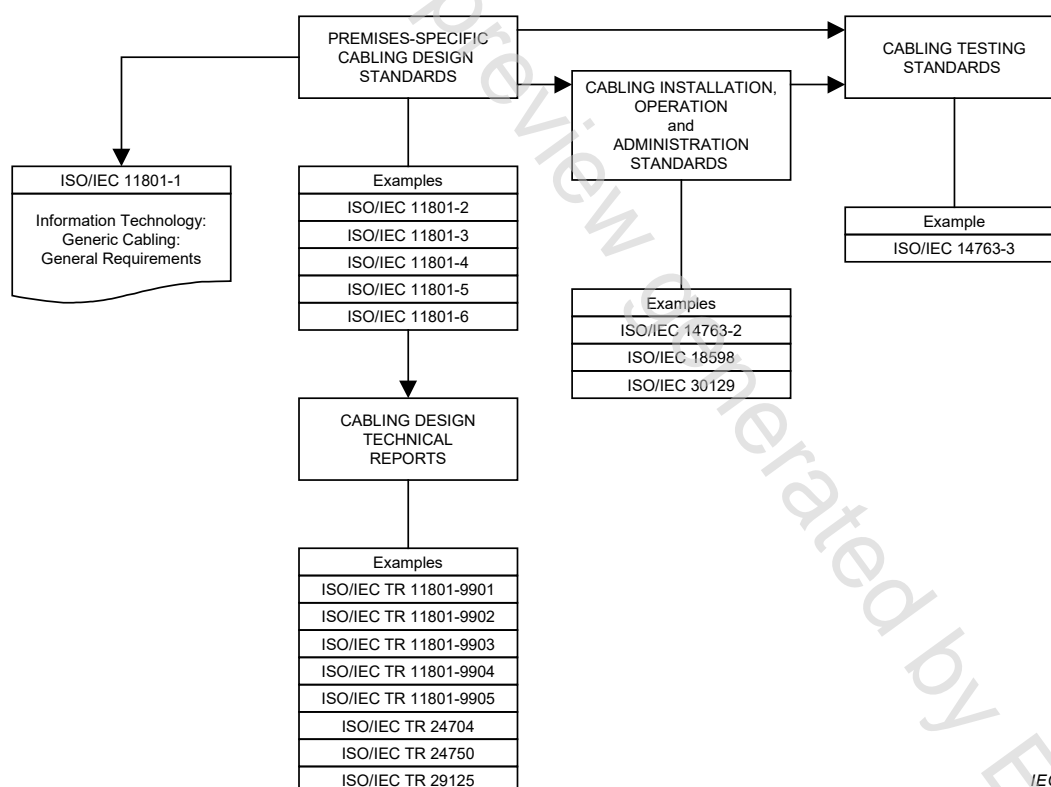 PREMISES-SPECIFIC
CABLING DESIGN
STANDARDS
CABLING TESTING
STANDARDS
CABLING INSTALLATION,
OPERATION
and
ADMINISTRATION
STANDARDS
ISO/IEC 11801-1
Information Technology:
Generic Cabling:
General Requirements
Examples
ISO/IEC 11801-2
ISO/IEC 11801-3
ISO/IEC 11801-4
ISO/IEC 11801-5
ISO/IEC 11801-6
Example
ISO/IEC 14763-3
Examples
ISO/IEC 14763-2
ISO/IEC 18598
ISO/IEC 30129
CABLING DESIGN
TECHNICAL
REPORTS
Examples
ISO/IEC TR 11801-9901
ISO/IEC TR 11801-9902
ISO/IEC TR 11801-9903
ISO/IEC TR 11801-9904
ISO/IEC TR 11801-9905
ISO/IEC TR 24704
ISO/IEC TR 24750
ISO/IEC TR 29125
IEC
preview generated by E